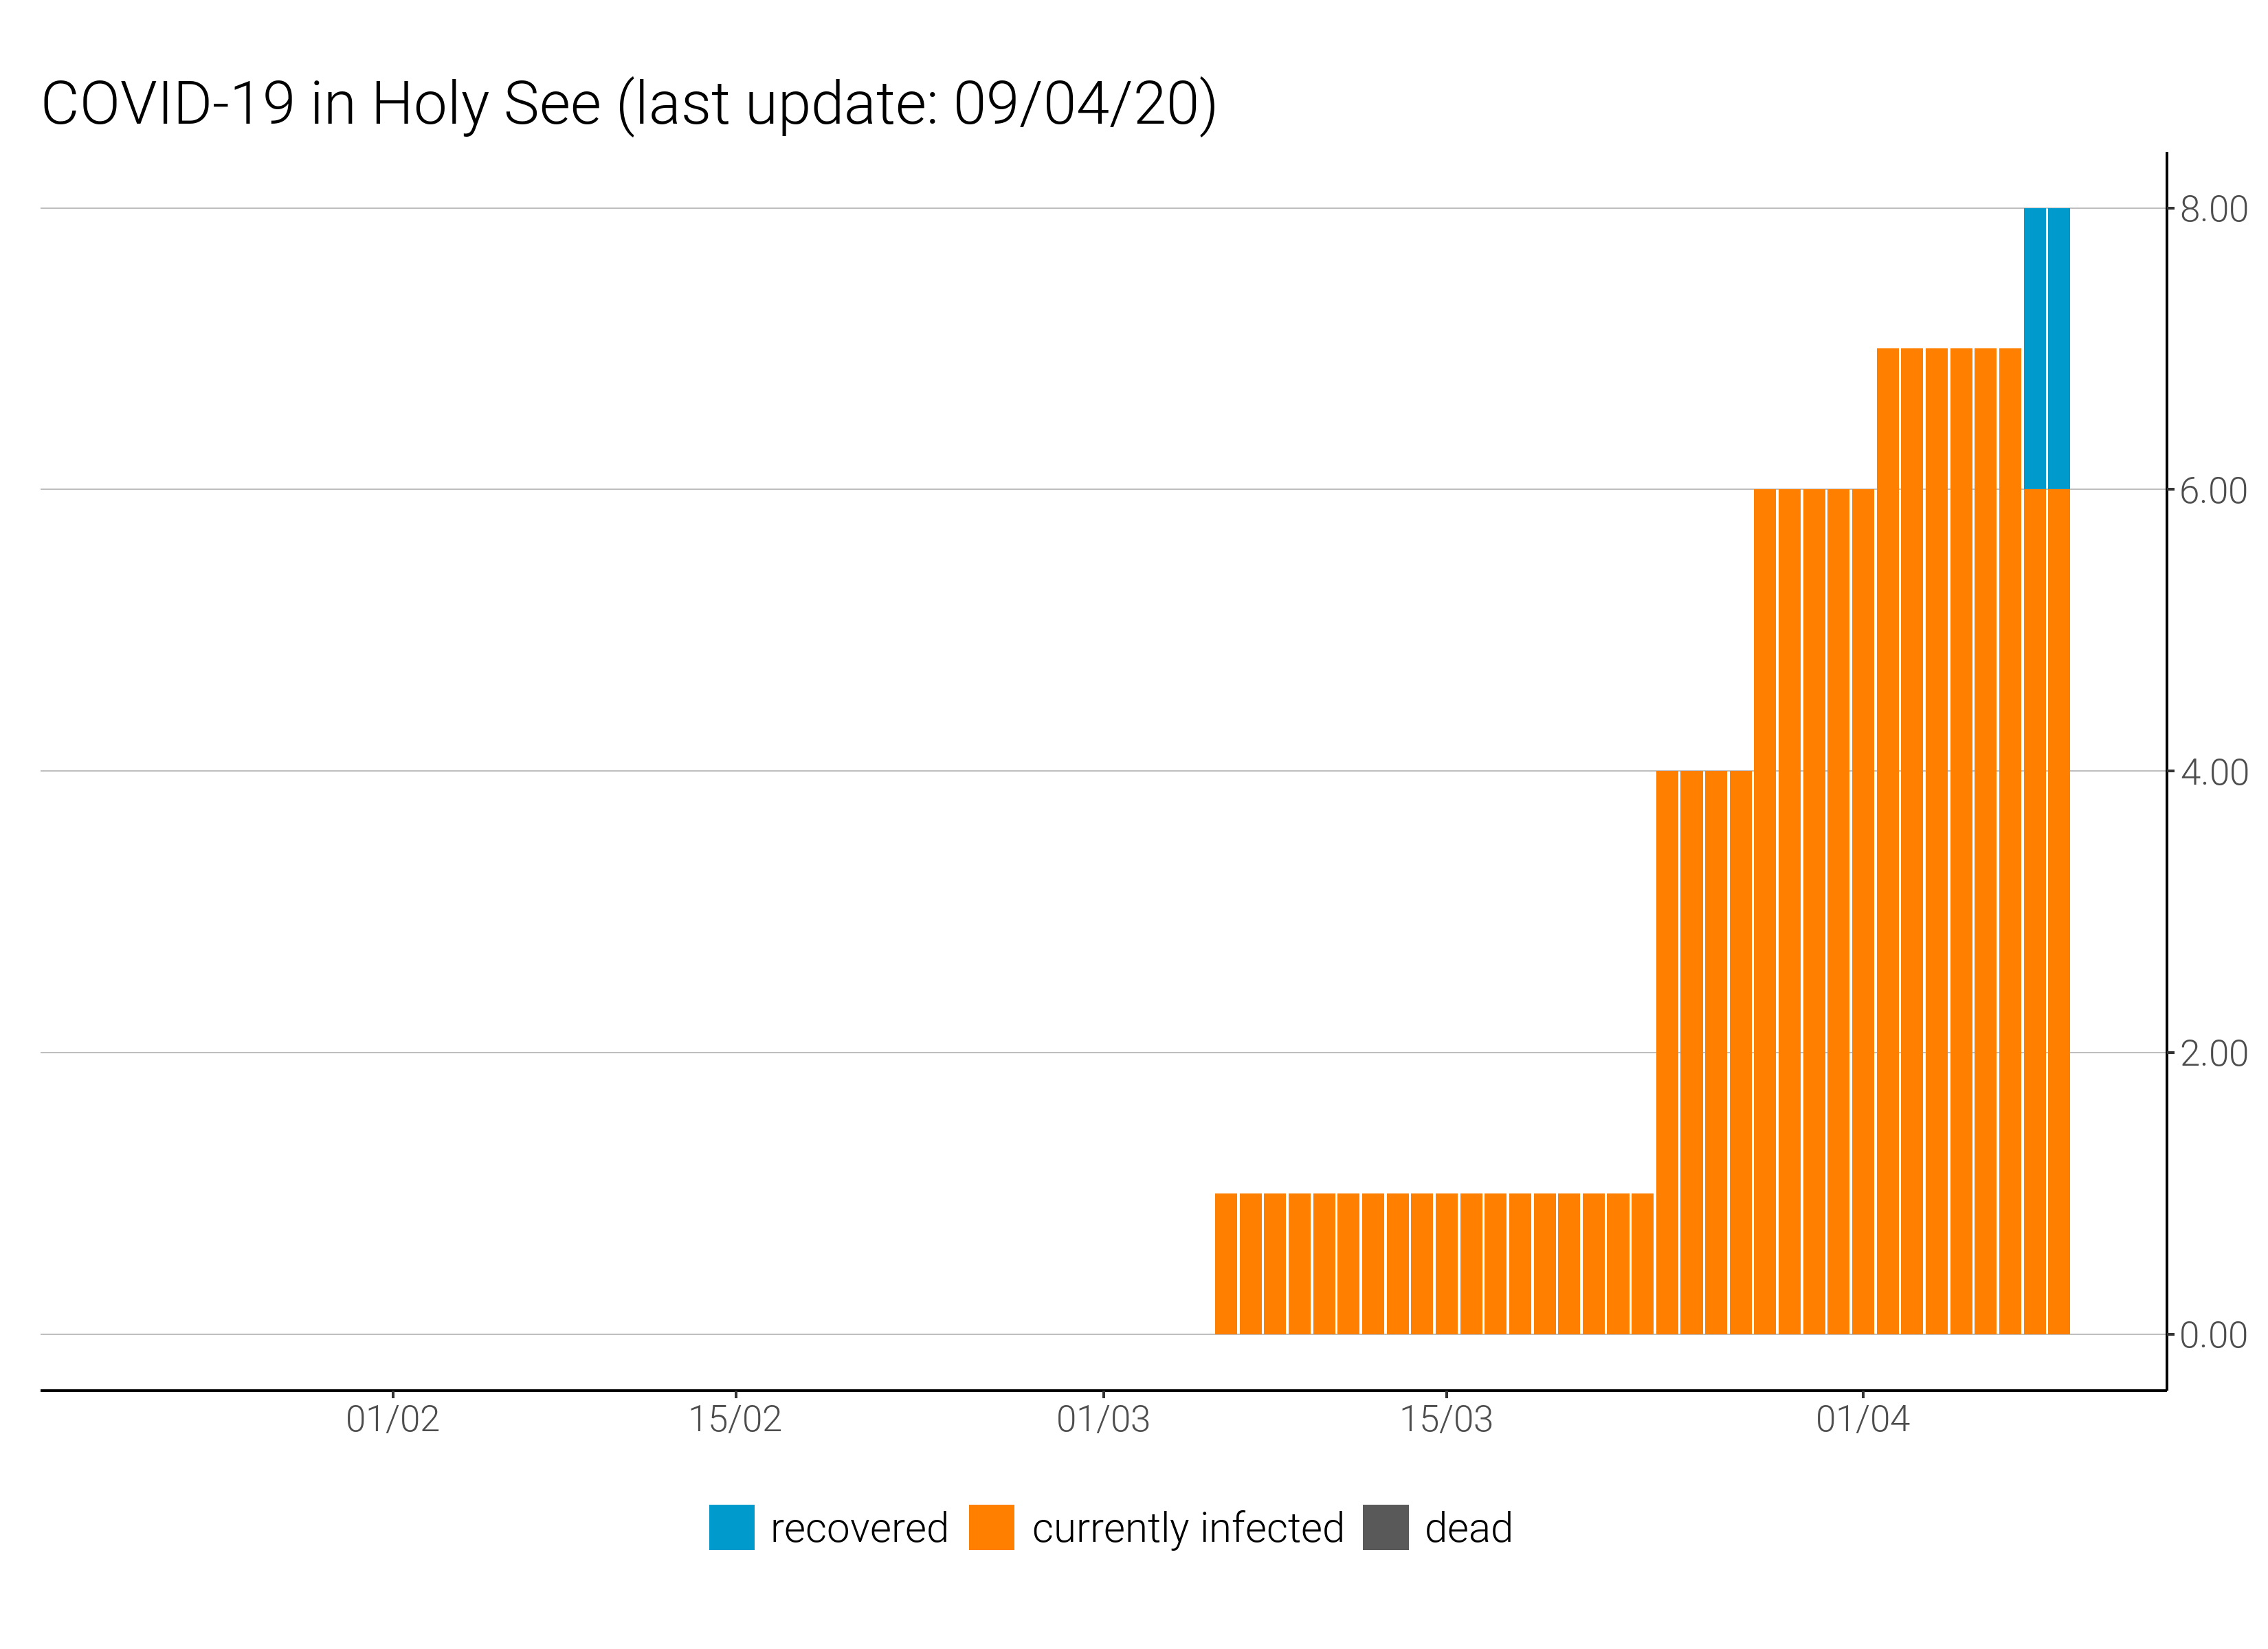 COVID-19 in Holy See (last update: 09/04/20)
8.00
6.00
4.00
2.00
0.00
01/02 15/02 01/03 15/03 01/04
recovered currently infected dead